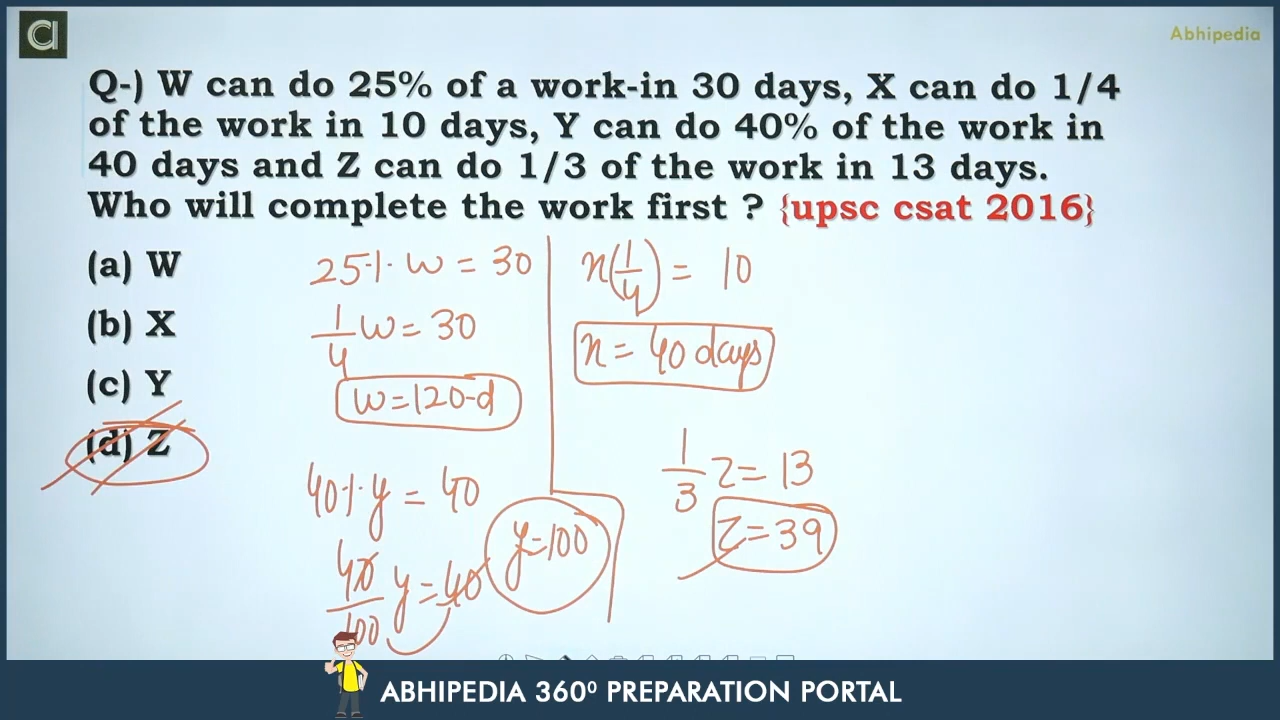 Abhipedia
Q-) W can do 25% of a work-in 30 days, X can do 1/4
of the work in 10 days, Y can do 40% of the work in
40 days and Z can do 1/3 of the work in 13 days.
Who will complete the work first ? {upsc csat 2016}
(a) W
(b) X
(c) Y
(d) Z
25% w = 30
1/4 w = 30
w = 120-d
x(1/4) = 10
x = 40 days
40% y = 40
40/100 y = 40
y = 100
1/3 z = 13
z = 39
ABHIPEDIA 360⁰ PREPARATION PORTAL